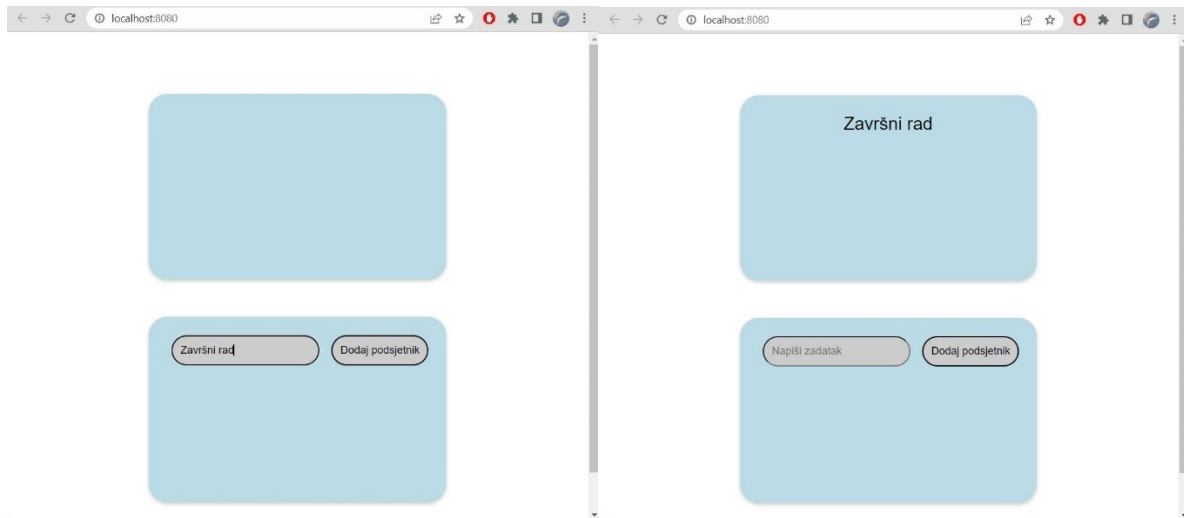 localhost:8080
localhost:8080
Završni rad
Završni rad
Dodaj podsjetnik
Napiši zadatak
Dodaj podsjetnik